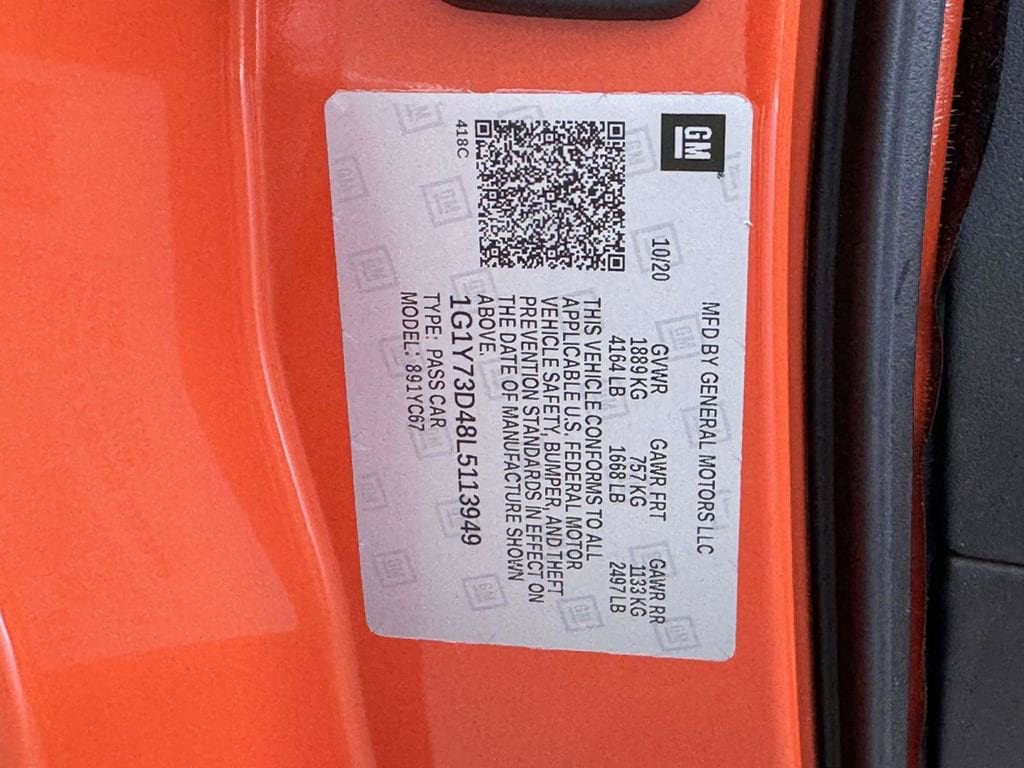 GM
MFD BY GENERAL MOTORS LLC
10/20
GVWR GAWR FRT GAWR RR
1889 KG 757 KG 1133 KG
4164 LB 1668 LB 2497 LB
THIS VEHICLE CONFORMS TO ALL
APPLICABLE U.S. FEDERAL MOTOR
VEHICLE SAFETY, BUMPER, AND THEFT
PREVENTION STANDARDS IN EFFECT ON
THE DATE OF MANUFACTURE SHOWN
ABOVE.
1G1Y73D48L5113949
TYPE: PASS CAR
MODEL: 891YC67
418C